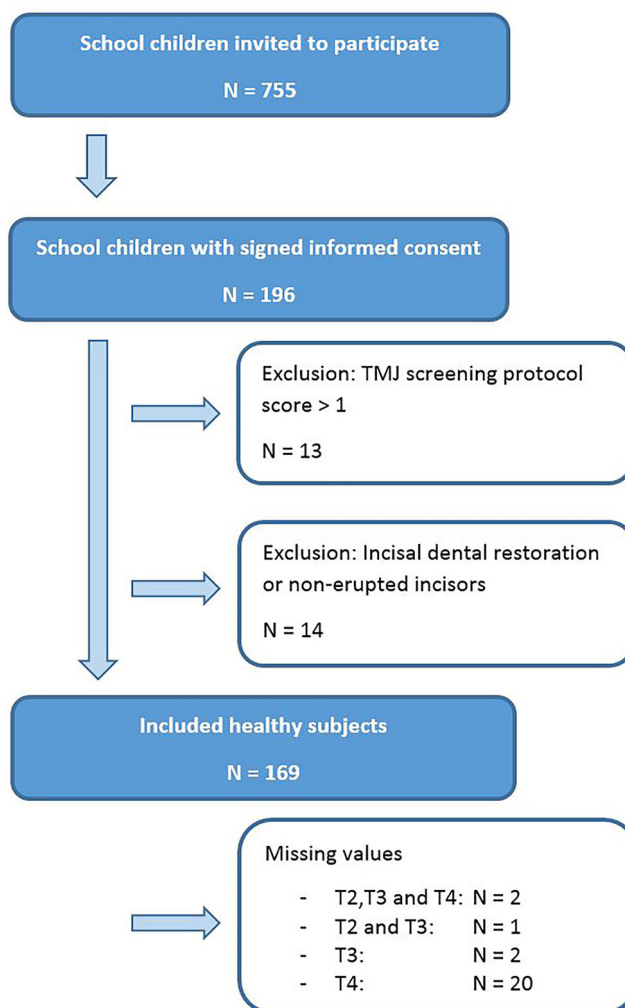 School children invited to participate
N = 755
School children with signed informed consent
N = 196
Exclusion: TMJ screening protocol
score > 1
N = 13
Exclusion: Incisal dental restoration
or non-erupted incisors
N = 14
Included healthy subjects
N = 169
Missing values
- T2,T3 and T4: N = 2
- T2 and T3: N = 1
- T3: N = 2
- T4: N = 20